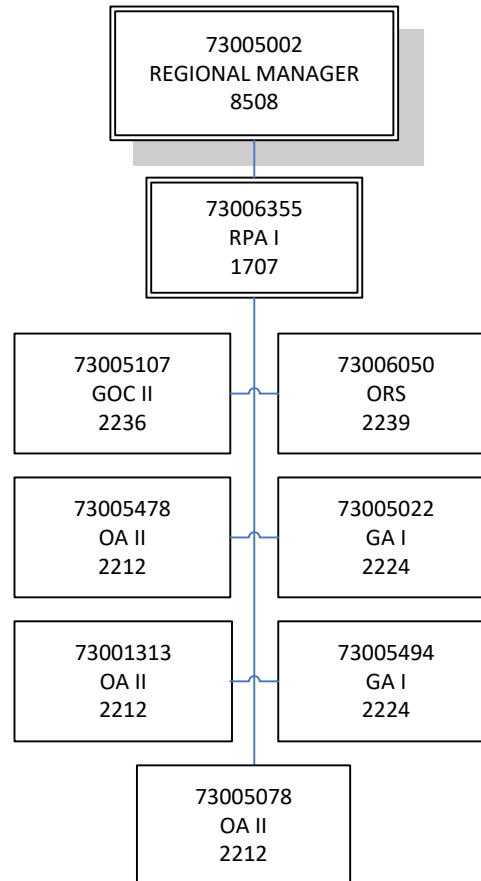 73005002
REGIONAL MANAGER
8508
73006355
RPA I
1707
73005107
GOC II
2236
73006050
ORS
2239
73005478
OA II
2212
73005022
GA I
2224
73001313
OA II
2212
73005494
GA I
2224
73005078
OA II
2212